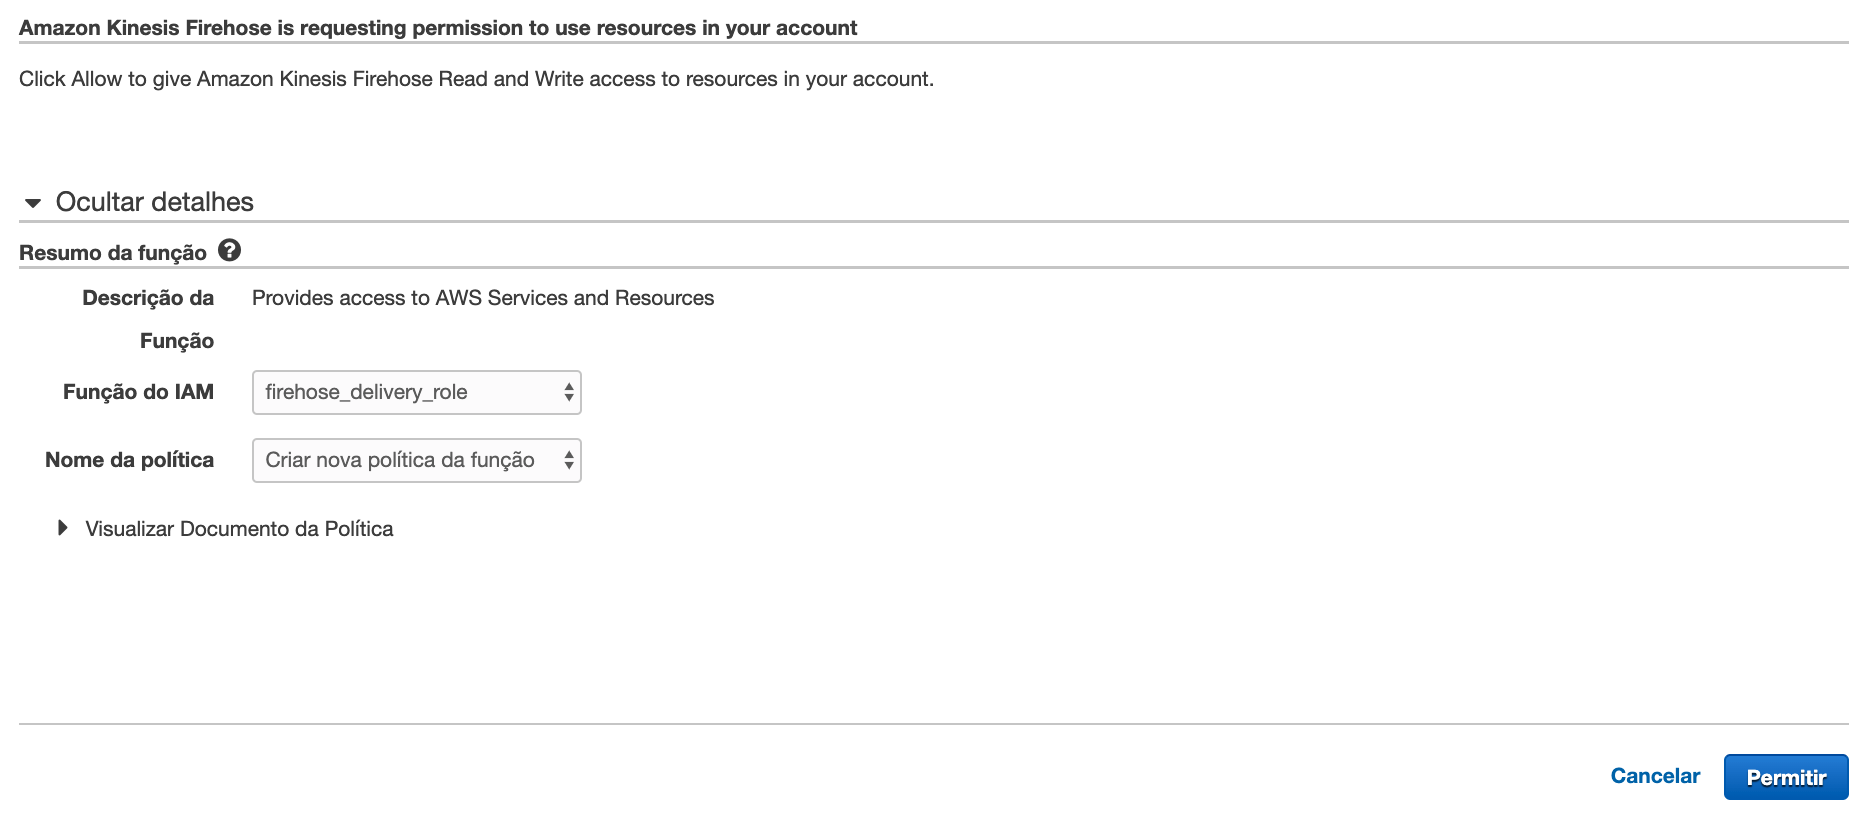 Amazon Kinesis Firehose is requesting permission to use resources in your account
Click Allow to give Amazon Kinesis Firehose Read and Write access to resources in your account.
Ocultar detalhes
Resumo da função ?
Descrição da Função Provides access to AWS Services and Resources
Função do IAM firehose_delivery_role
Nome da política Criar nova política da função
Visualizar Documento da Política
Cancelar Permitir